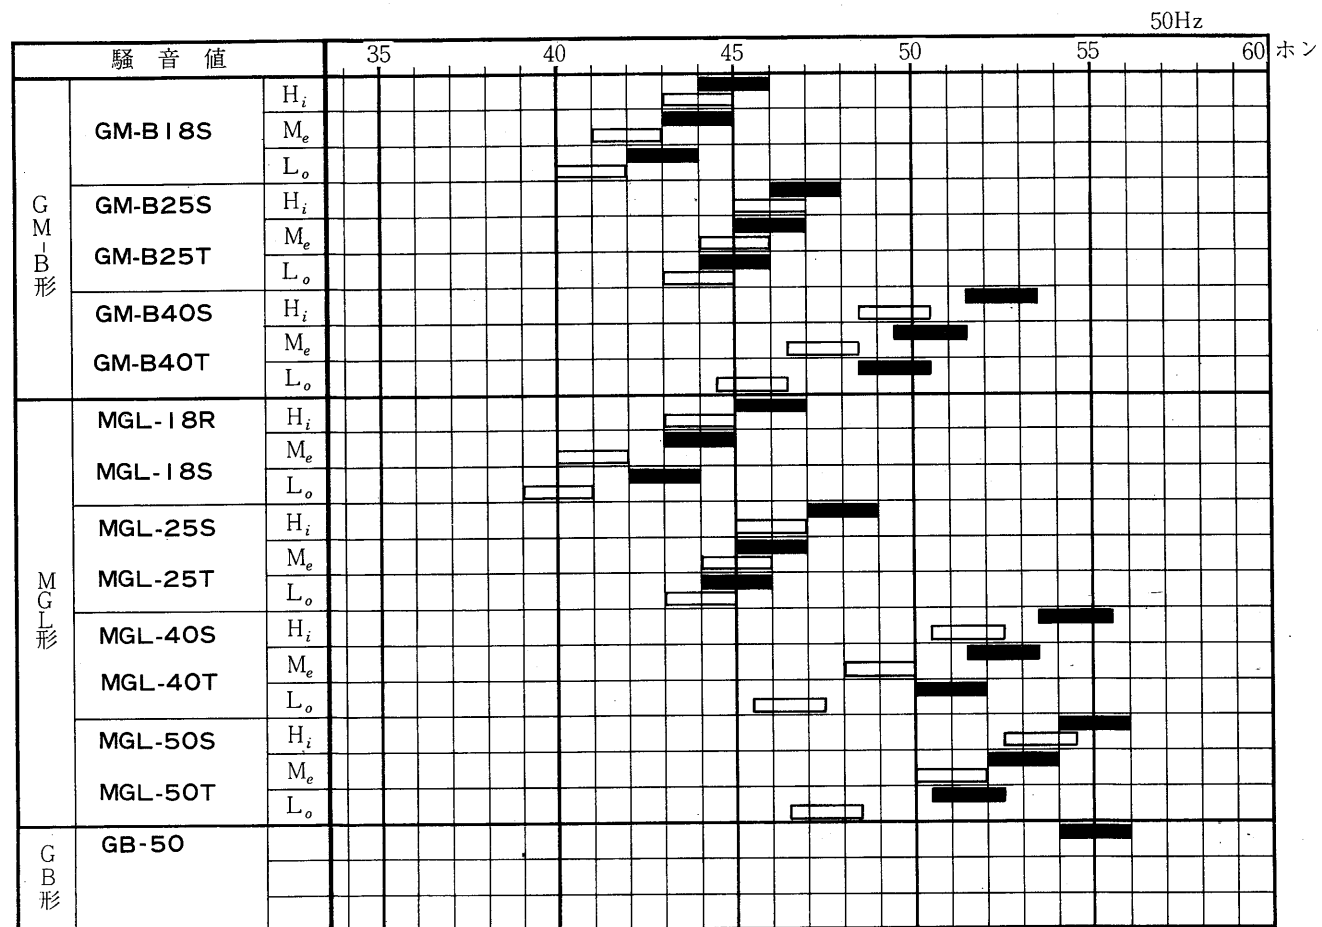 50Hz
騒音値 35 40 45 50 55 60 ホン
GM-B形
GM-B18S
Hi
Me
Lo
GM-B25S
GM-B25T
Hi
Me
Lo
GM-B40S
GM-B40T
Hi
Me
Lo
MGL形
MGL-18R
MGL-18S
Hi
Me
Lo
MGL-25S
MGL-25T
Hi
Me
Lo
MGL-40S
MGL-40T
Hi
Me
Lo
MGL-50S
MGL-50T
Hi
Me
Lo
GB形
GB-50